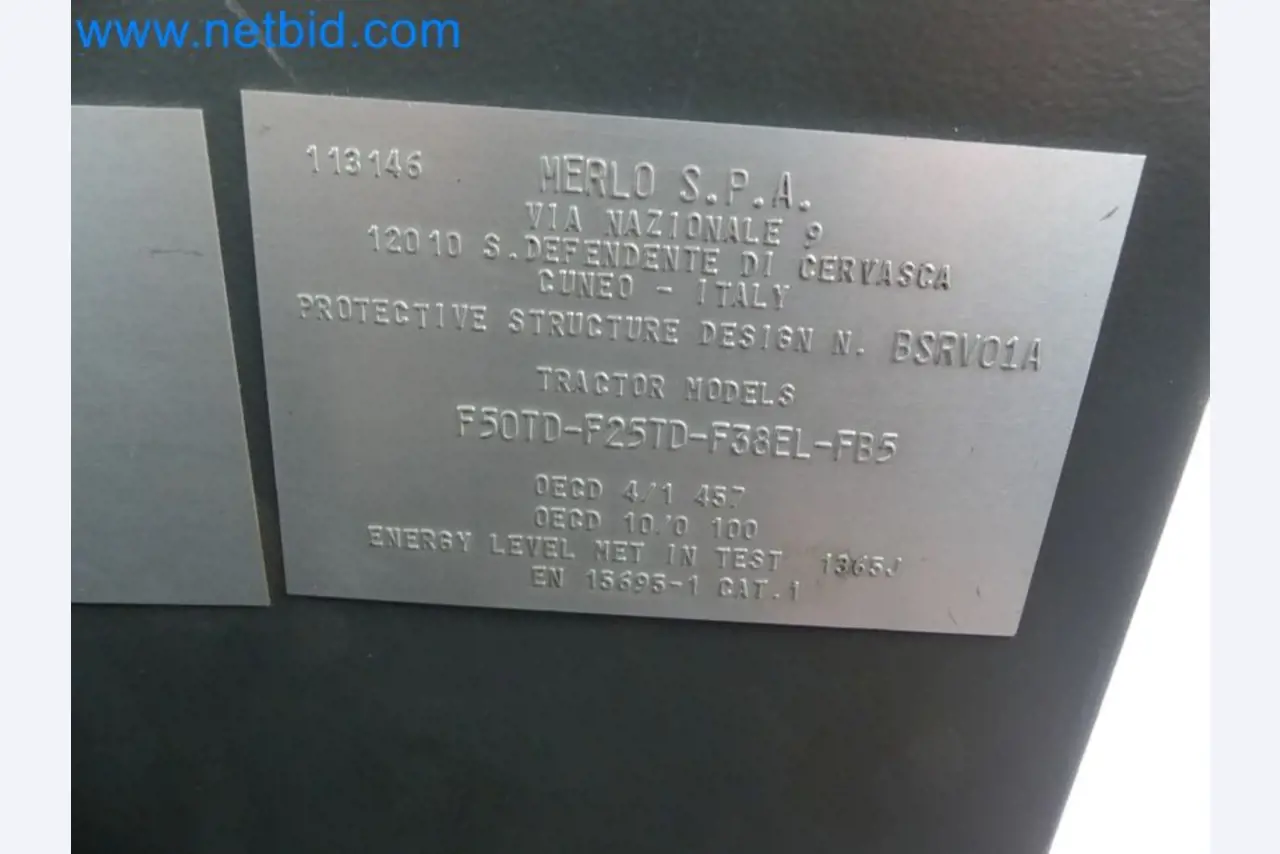 www.netbid.com
113146
MERLO S.P.A.
VIA NAZIONALE 9
12010 S.DEFENDENTE DI CERVASCA
CUNEO - ITALY
PROTECTIVE STRUCTURE DESIGN N. BSRV01A
TRACTOR MODELS
F50TD-F25TD-F38EL-FB5
OECD 4/1 457
OECD 10/0 100
ENERGY LEVEL MET IN TEST 1365J
EN 15695-1 CAT.1